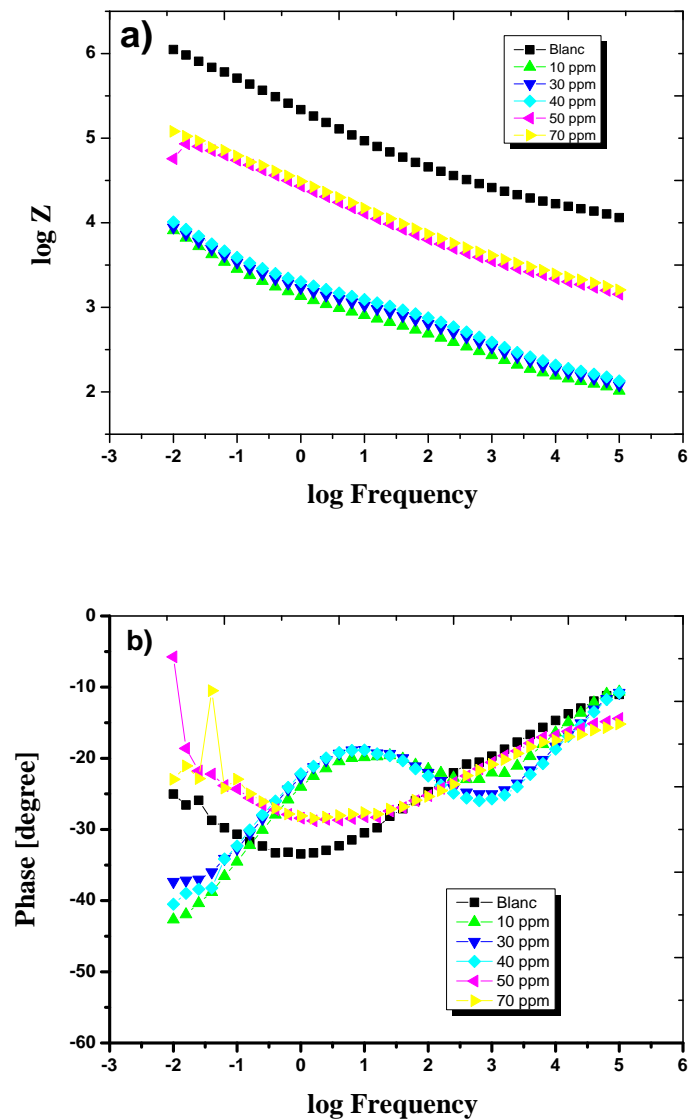 a)
6
5
4
3
2
log Z
-3 -2 -1 0 1 2 3 4 5 6
log Frequency
Blanc
10 ppm
30 ppm
40 ppm
50 ppm
70 ppm
b)
0
-10
-20
-30
-40
-50
-60
Phase [degree]
-3 -2 -1 0 1 2 3 4 5 6
log Frequency
Blanc
10 ppm
30 ppm
40 ppm
50 ppm
70 ppm